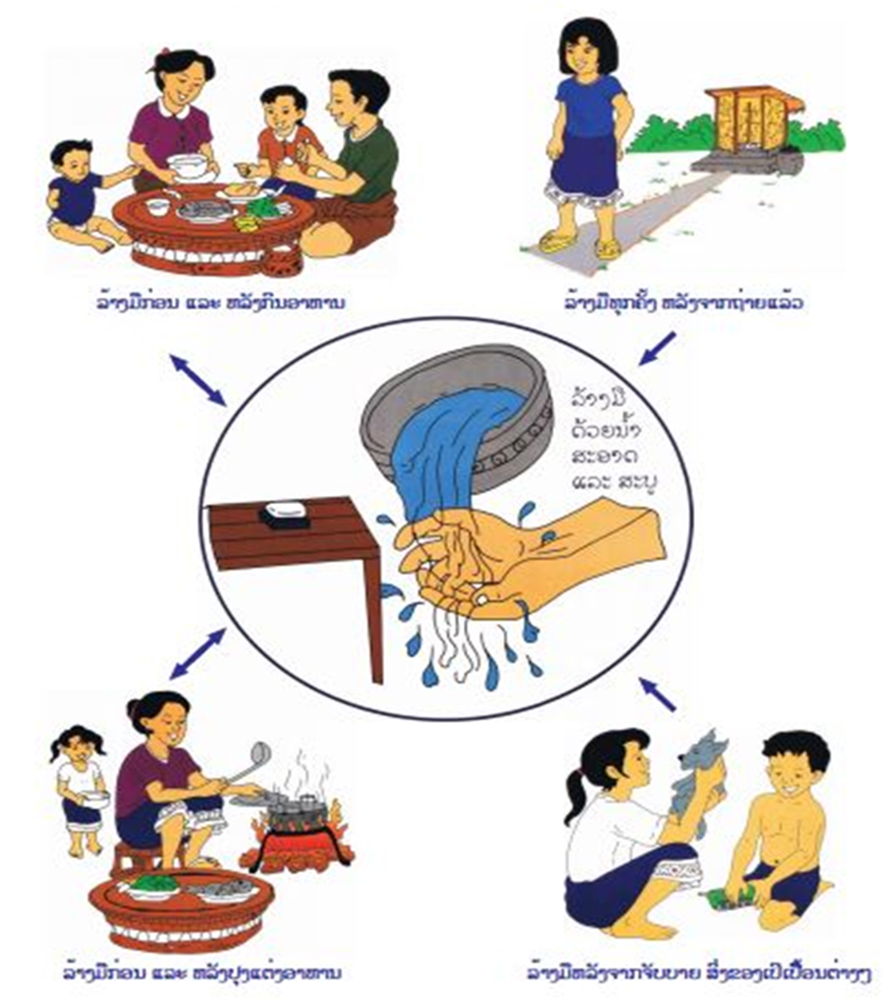 ລ້າງມືກ່ອນ ແລະ ຫລັງກິນອາຫານ
ລ້າງມືທຸກຄັ້ງ ຫລັງຈາກຖ່າຍແລ້ວ
ລ້າງມື
ດ້ວຍນ້ຳ
ສະອາດ
ແລະ ສະບູ
ລ້າງມືກ່ອນ ແລະ ຫລັງປຸງແຕ່ງອາຫານ
ລ້າງມືຫລັງຈາກຈັບບາຍ ສິ່ງຂອງເປິເປື້ອນຕ່າງໆ